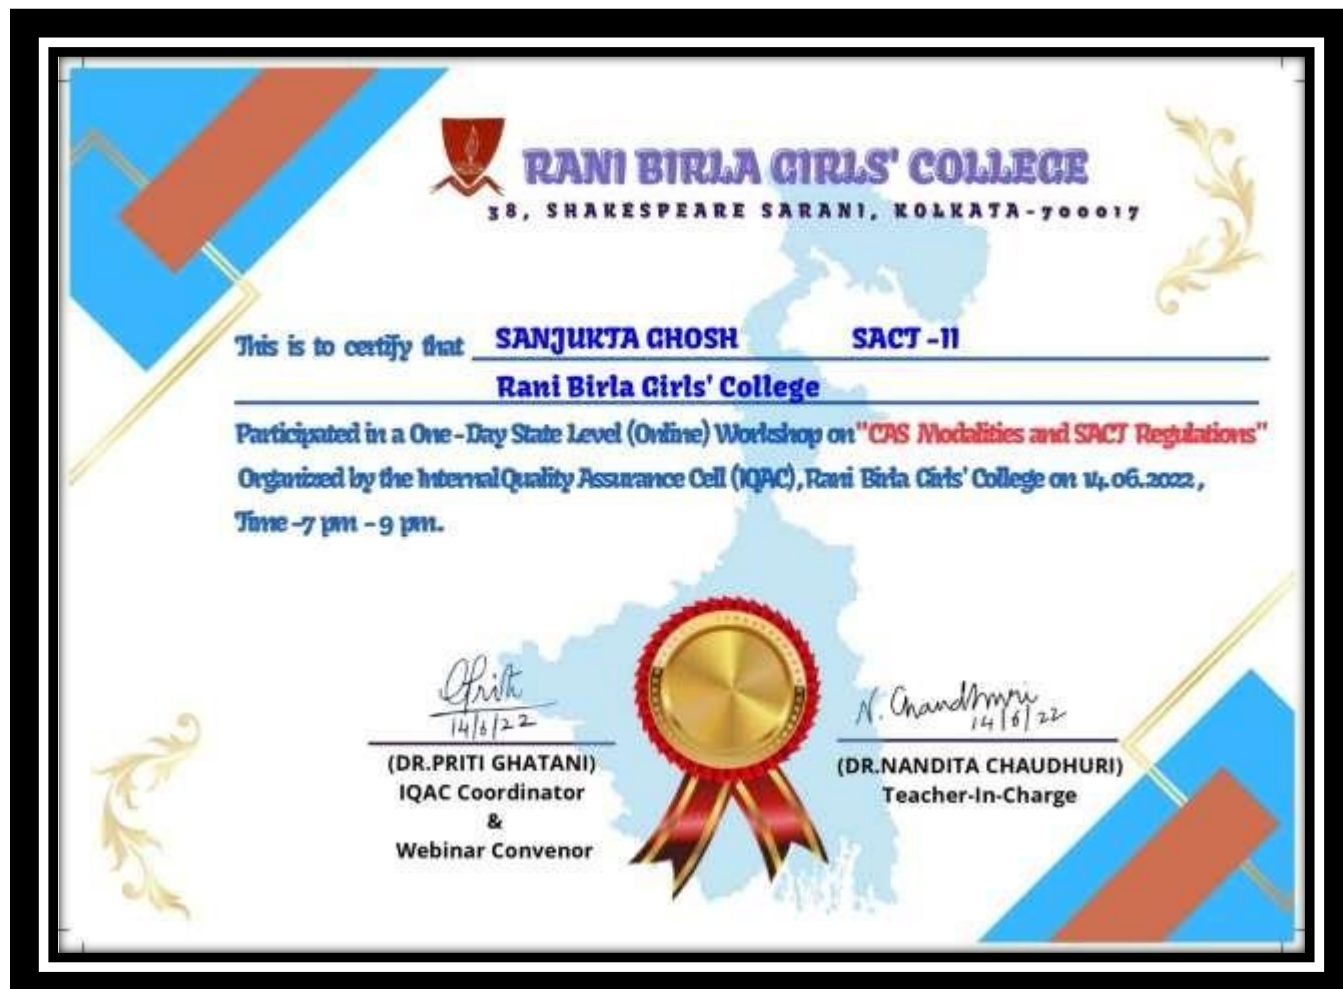 RANI BIRLA GIRLS' COLLEGE
38, SHAKESPEARE SARANI, KOLKATA-700017
This is to certify that SANJUKTA GHOSH SACT -II
Rani Birla Girls' College
Participated in a One-Day State Level (Online) Workshop on "CAS Modalities and SACT Regulations"
Organized by the Internal Quality Assurance Cell (IQAC), Rani Birla Girls' College on 14.06.2022,
Time -7 pm - 9 pm.
14/6/22
N. Chaudhuri
14/6/22
(DR.PRITI GHATANI)
(DR.NANDITA CHAUDHURI)
IQAC Coordinator
Teacher-In-Charge
&
Webinar Convenor